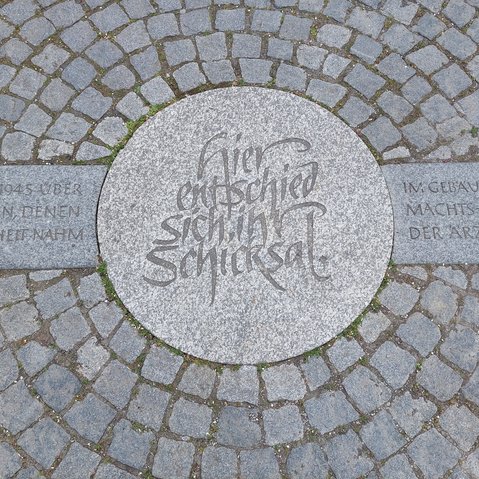 1945 ÜBER
N, DENEN
HEIT NAHM
Hier
entschied
sich ihr
Schicksal.
IM GEBÄU
MACHTS
DER ÄRZ